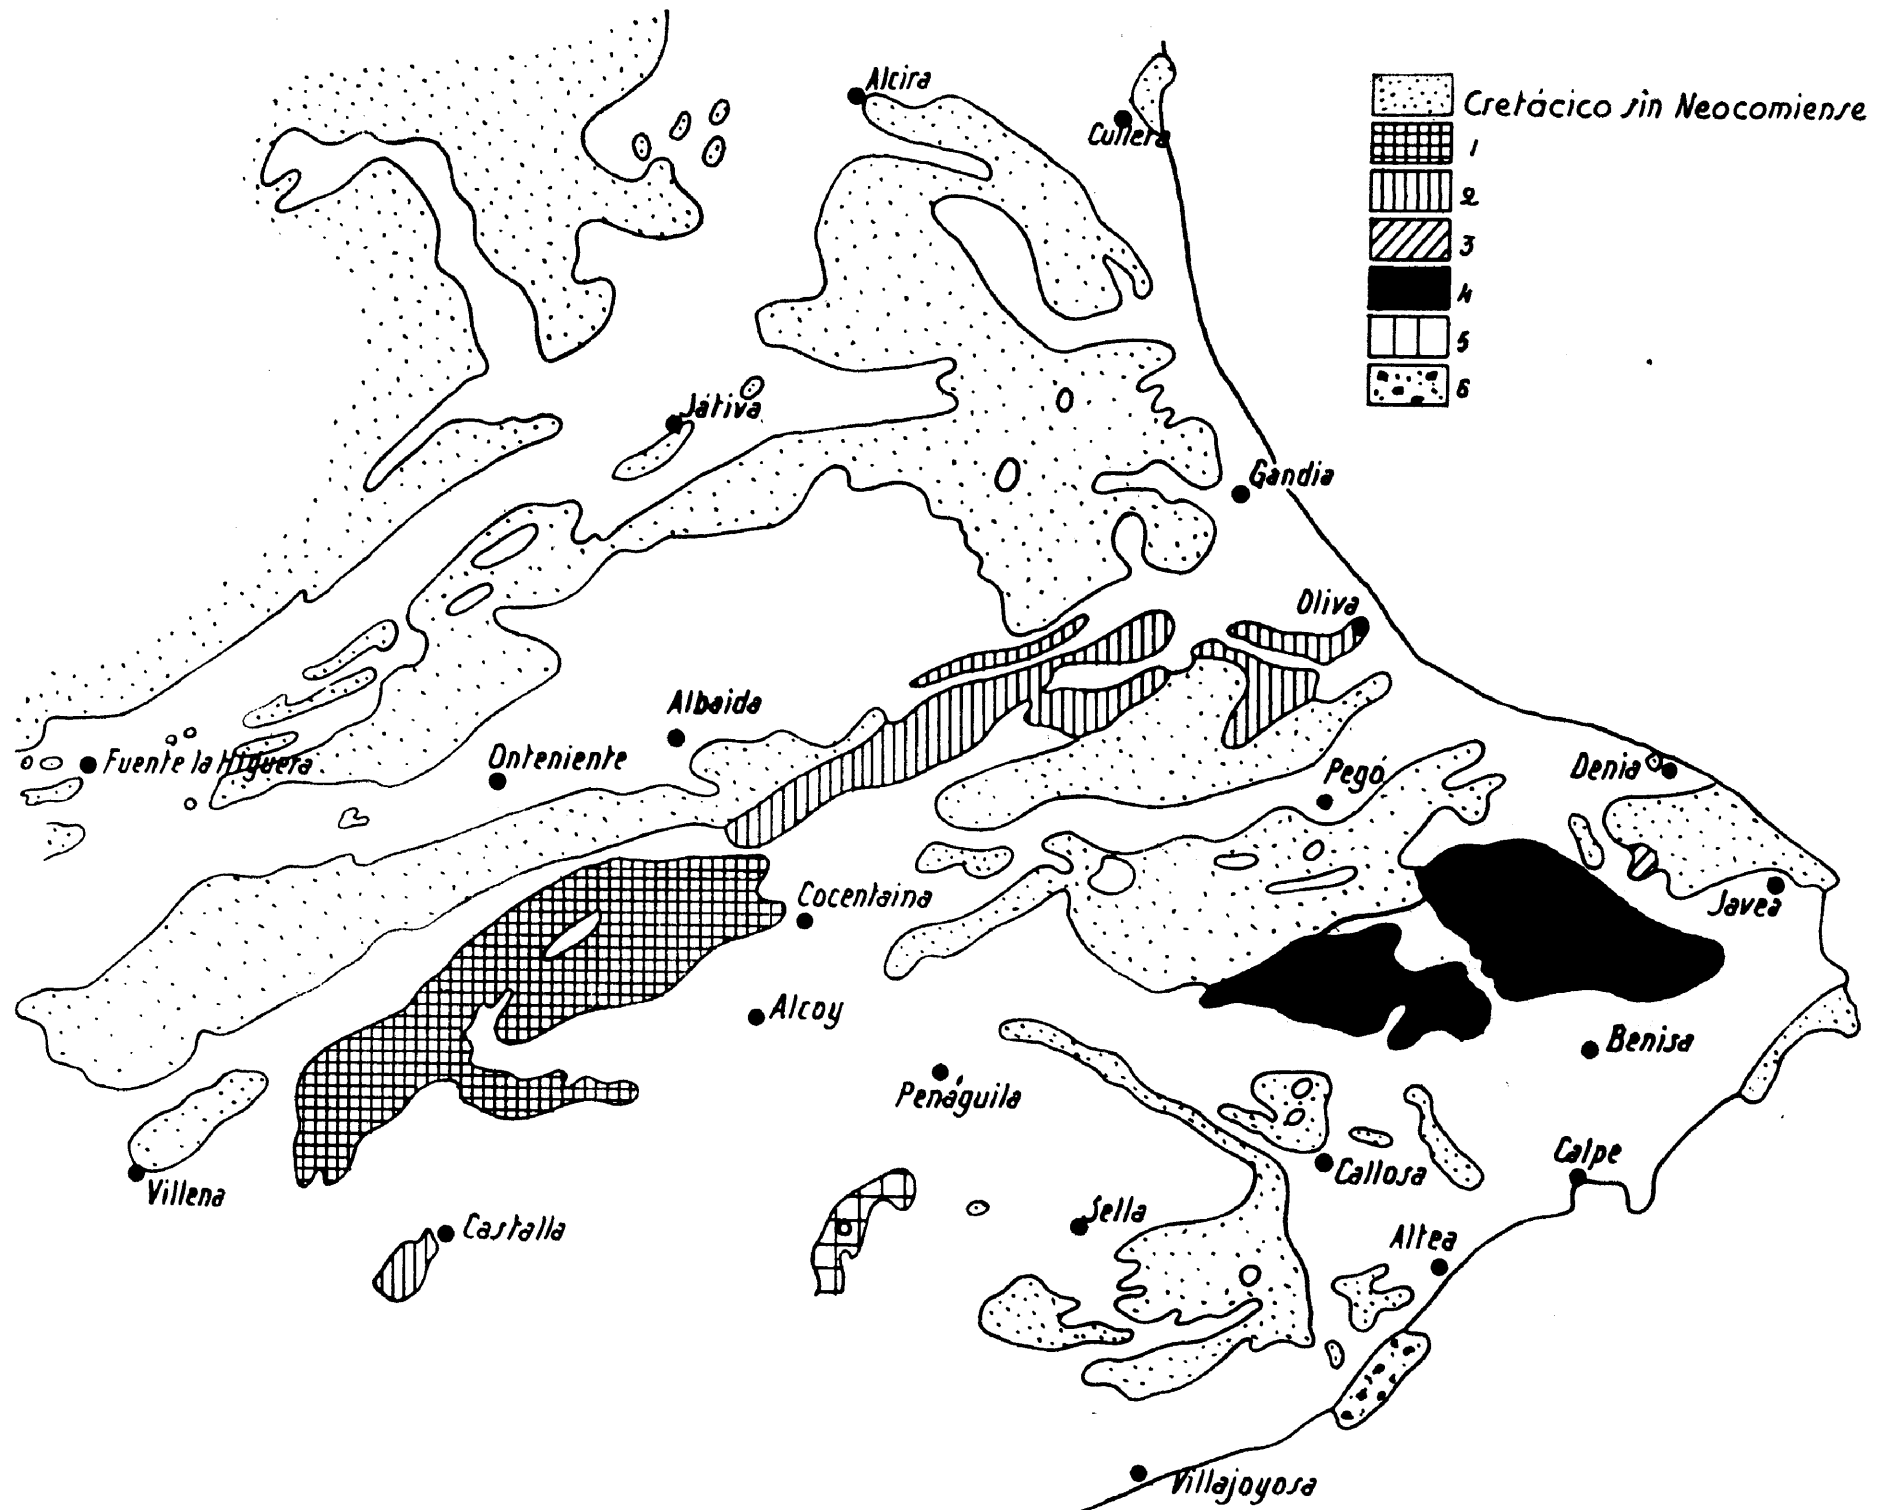 Alcira
Cullera
Cretácico sin Neocomiense
1
2
3
4
5
6
Játiva
Gandia
Oliva
Albaida
Fuente la Higuera
Onteniente
Pegó
Denia
Cocentaina
Javea
Alcoy
Benisa
Penáguila
Villena
Callosa
Calpe
Castalla
Sella
Altea
Villajoyosa